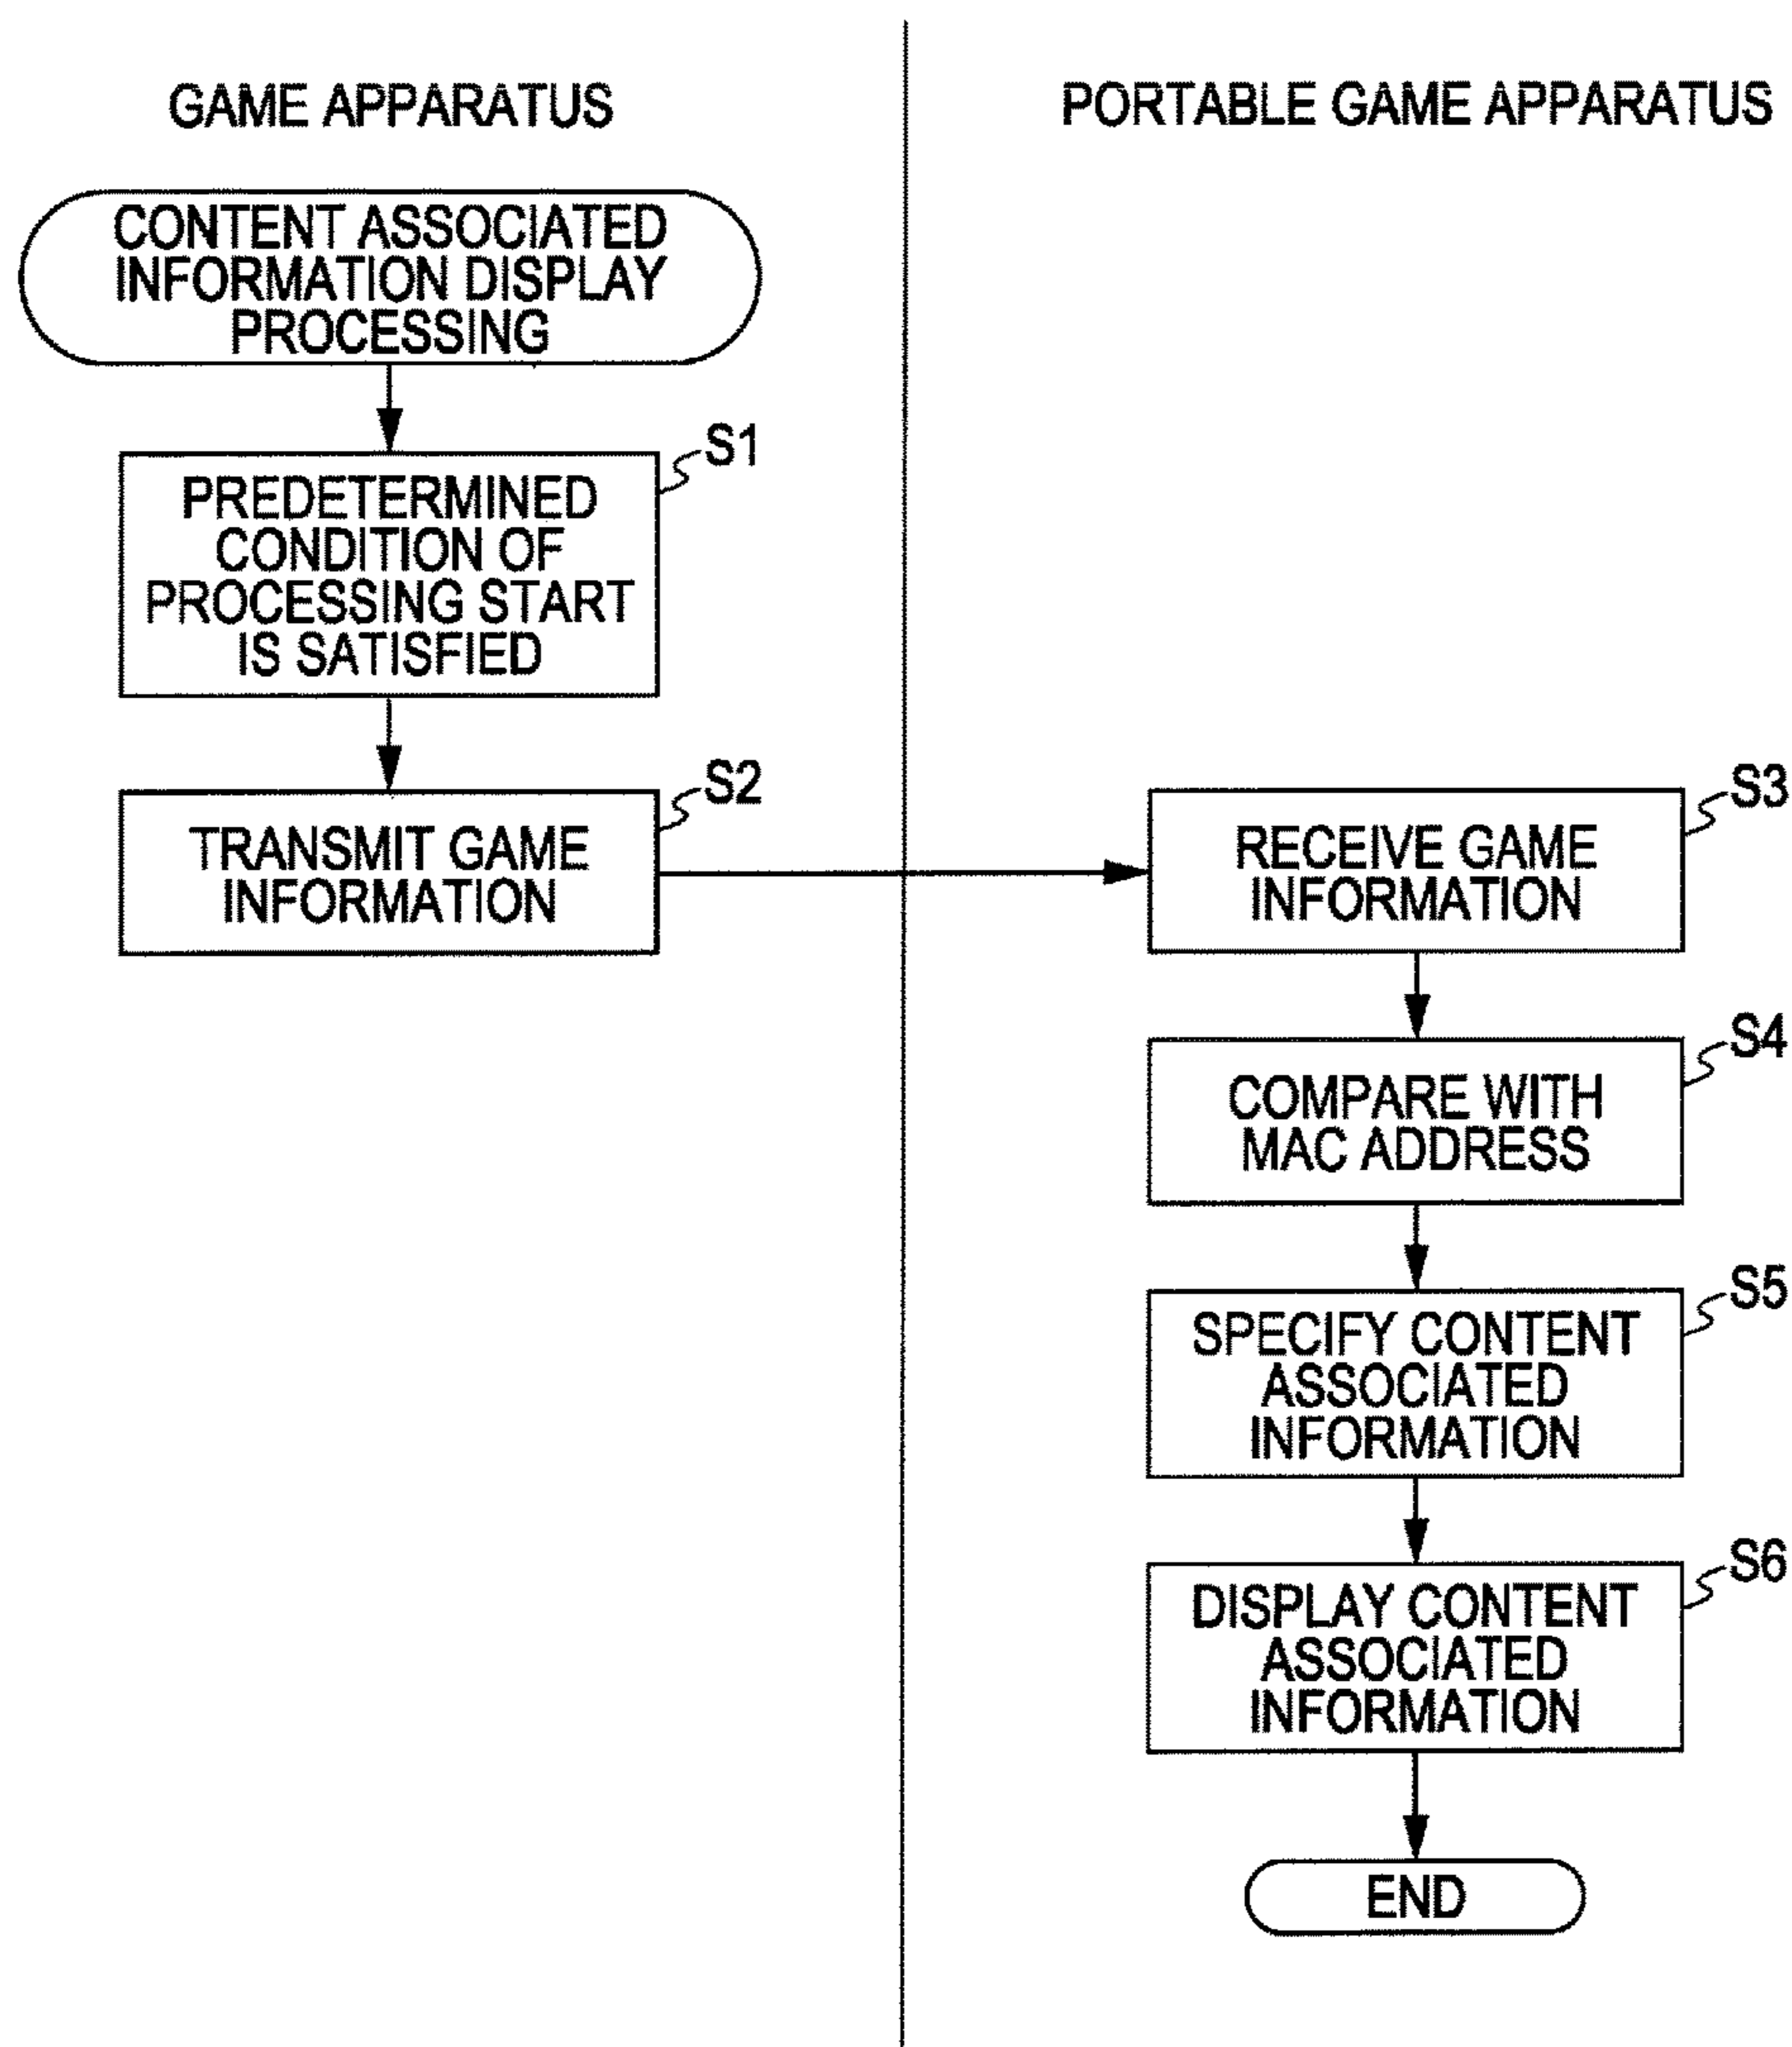 GAME APPARATUS
PORTABLE GAME APPARATUS
CONTENT ASSOCIATED
INFORMATION DISPLAY
PROCESSING
S1
PREDETERMINED
CONDITION OF
PROCESSING START
IS SATISFIED
S2
TRANSMIT GAME
INFORMATION
S3
RECEIVE GAME
INFORMATION
S4
COMPARE WITH
MAC ADDRESS
S5
SPECIFY CONTENT
ASSOCIATED
INFORMATION
S6
DISPLAY CONTENT
ASSOCIATED
INFORMATION
END